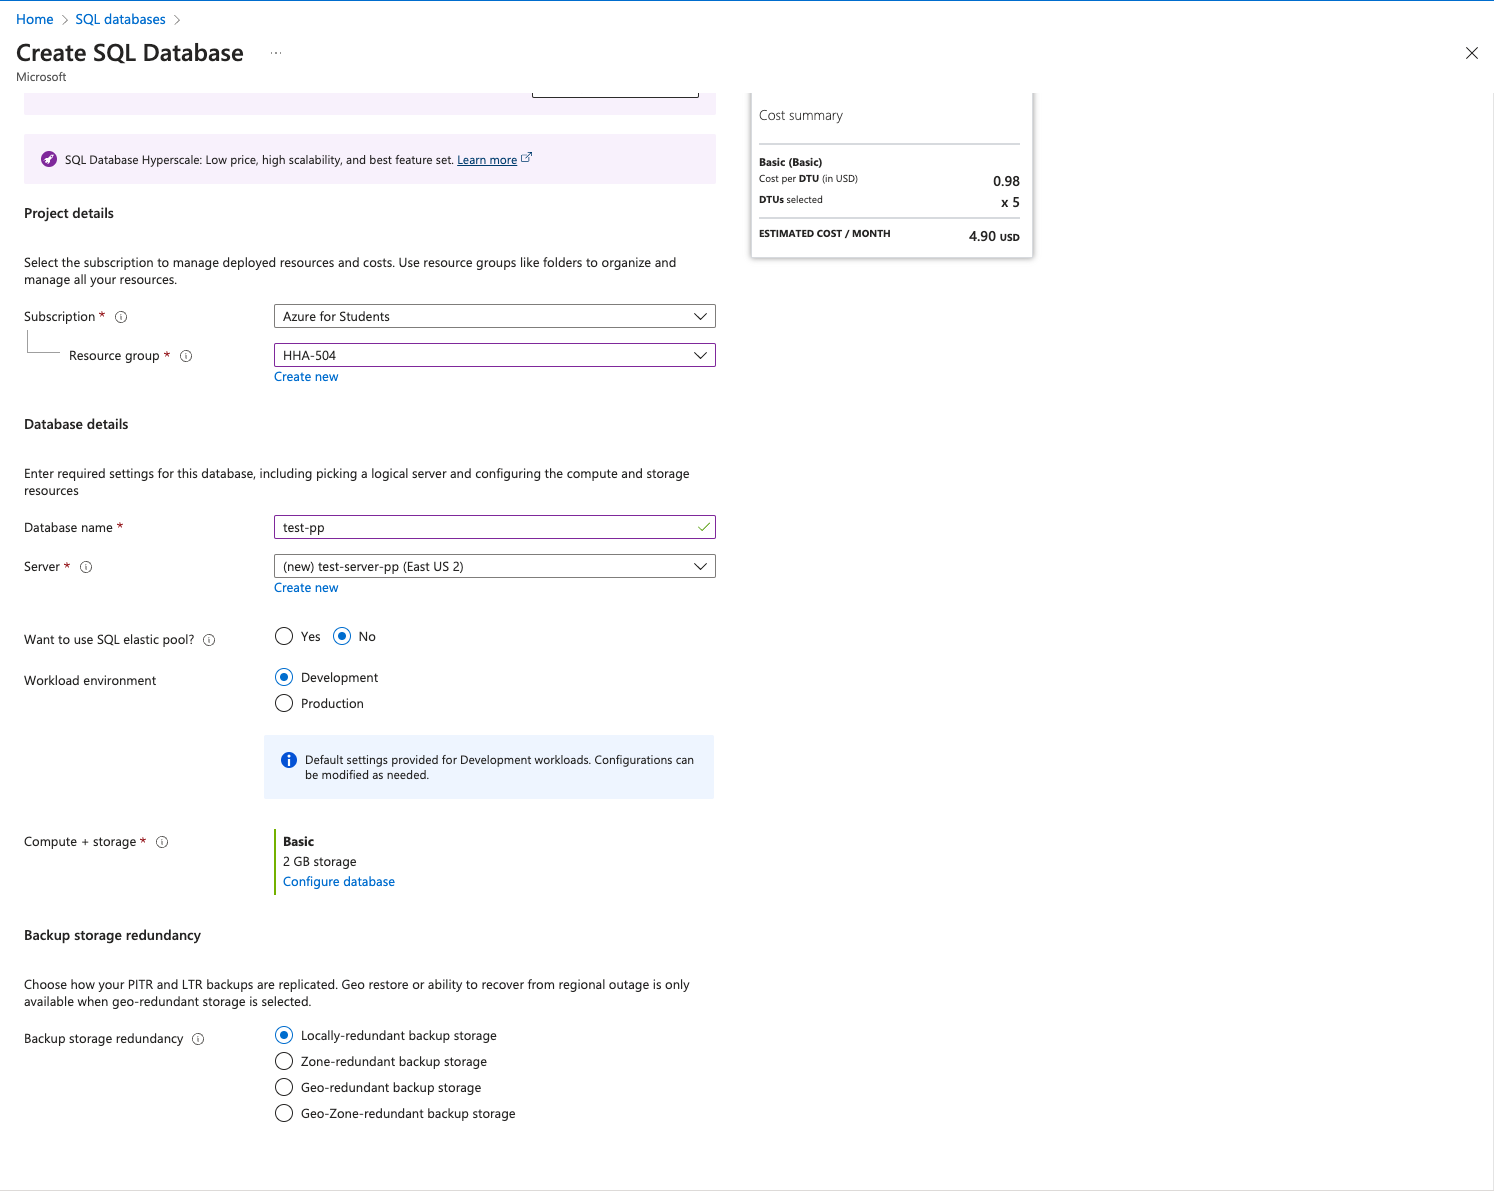 Home > SQL databases >
Create SQL Database ...
Microsoft
SQL Database Hyperscale: Low price, high scalability, and best feature set. Learn more
Project details
Select the subscription to manage deployed resources and costs. Use resource groups like folders to organize and
manage all your resources.
Subscription *
Azure for Students
Resource group *
HHA-504
Create new
Database details
Enter required settings for this database, including picking a logical server and configuring the compute and storage
resources
Database name *
test-pp
Server *
(new) test-server-pp (East US 2)
Create new
Want to use SQL elastic pool?
Yes
No
Workload environment
Development
Production
Default settings provided for Development workloads. Configurations can
be modified as needed.
Compute + storage *
Basic
2 GB storage
Configure database
Backup storage redundancy
Choose how your PITR and LTR backups are replicated. Geo restore or ability to recover from regional outage is only
available when geo-redundant storage is selected.
Backup storage redundancy
Locally-redundant backup storage
Zone-redundant backup storage
Geo-redundant backup storage
Geo-Zone-redundant backup storage
Cost summary
Basic (Basic)
Cost per DTU (in USD)
0.98
DTUs selected
x 5
ESTIMATED COST / MONTH
4.90 USD